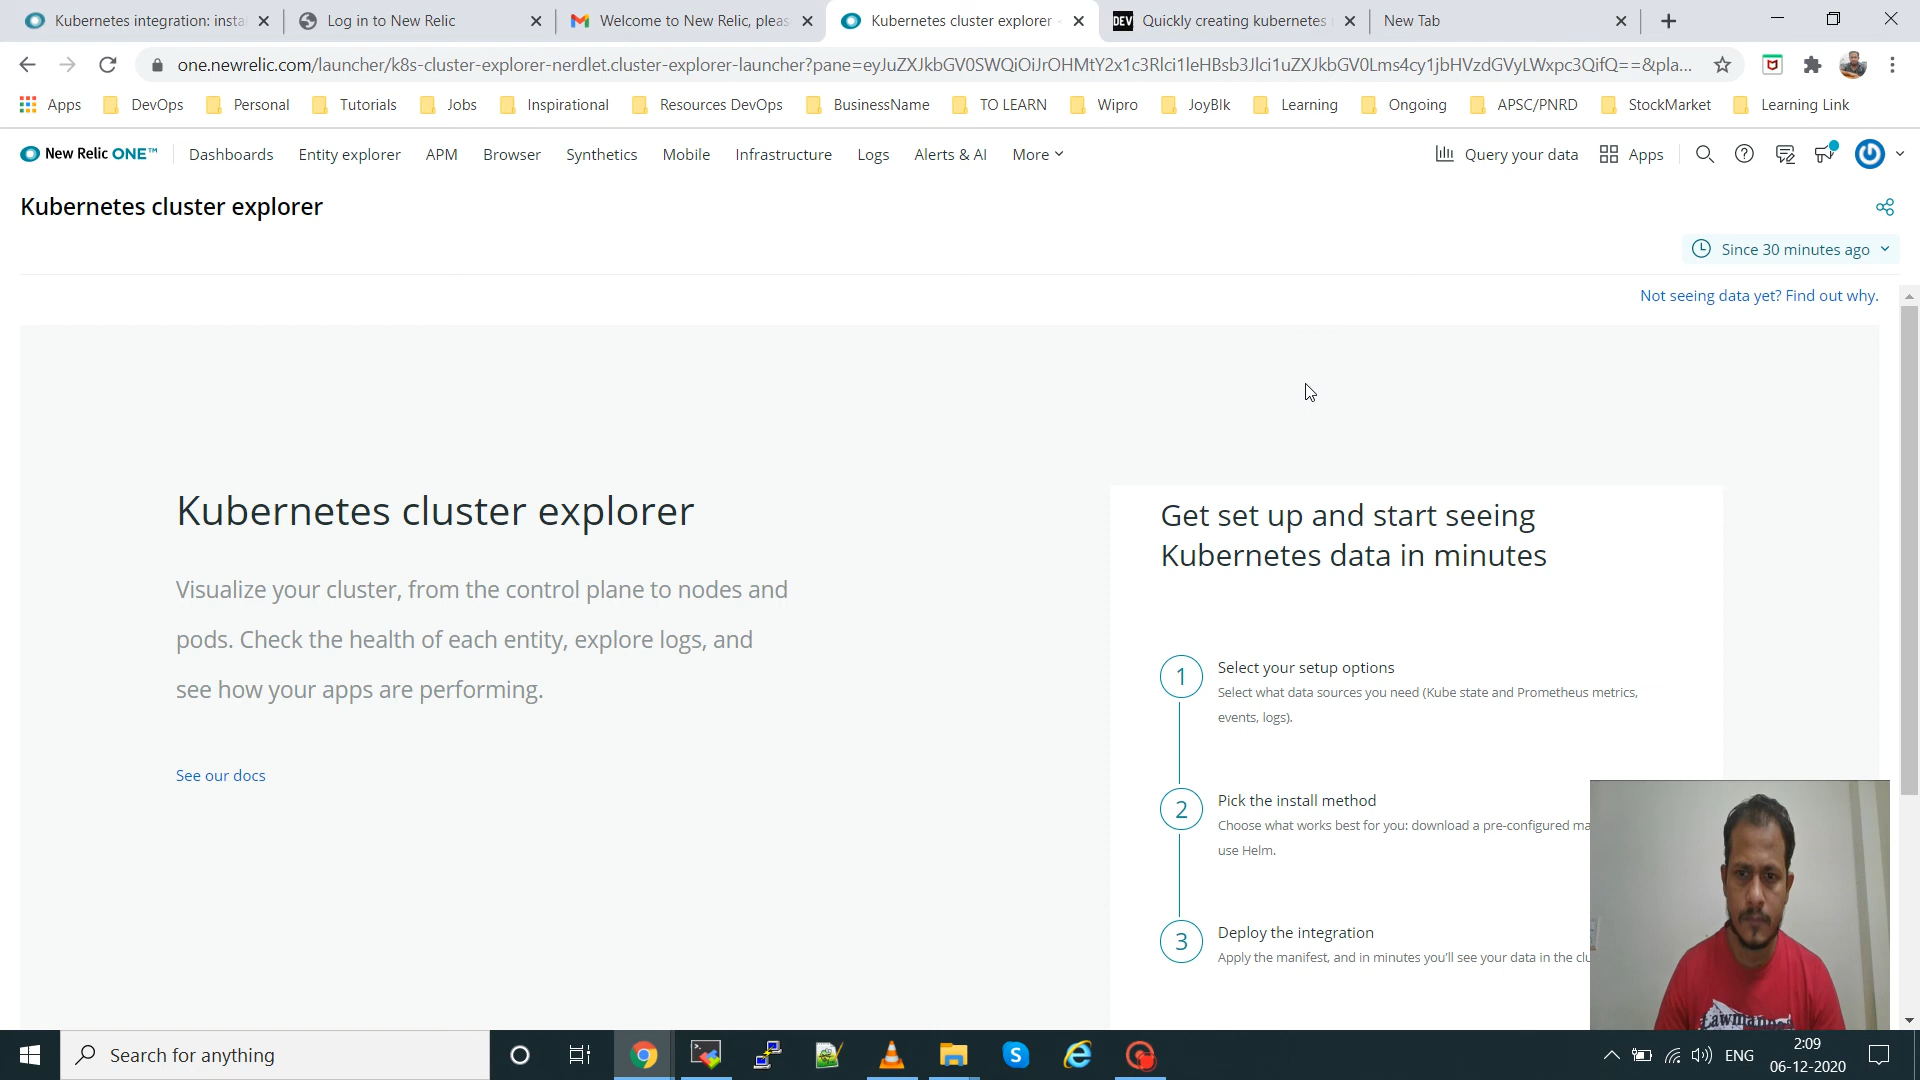 Kubernetes integration: insta
Log in to New Relic
Welcome to New Relic, pleas
Kubernetes cluster explorer
DEV Quickly creating kubernetes
New Tab
one.newrelic.com/launcher/k8s-cluster-explorer-nerdlet.cluster-explorer-launcher?pane=eyJuZXJkbGV0SWQiOiJrOHMtY2x1c3Rlci1leHBsb3Jlci1uZXJkbGV0Lms4cy1jbHVzdGVyLWxpc3QifQ==&pla...
Apps DevOps Personal Tutorials Jobs Inspirational Resources DevOps BusinessName TO LEARN Wipro JoyBlk Learning Ongoing APSC/PNRD StockMarket Learning Link
New Relic ONE™ Dashboards Entity explorer APM Browser Synthetics Mobile Infrastructure Logs Alerts & AI More Query your data Apps
Kubernetes cluster explorer
Since 30 minutes ago
Not seeing data yet? Find out why.
Kubernetes cluster explorer
Visualize your cluster, from the control plane to nodes and
pods. Check the health of each entity, explore logs, and
see how your apps are performing.
See our docs
Get set up and start seeing
Kubernetes data in minutes
1 Select your setup options
Select what data sources you need (Kube state and Prometheus metrics,
events, logs).
2 Pick the install method
Choose what works best for you: download a pre-configured ma
use Helm.
3 Deploy the integration
Apply the manifest, and in minutes you'll see your data in the clu
Search for anything
ENG
2:09
06-12-2020